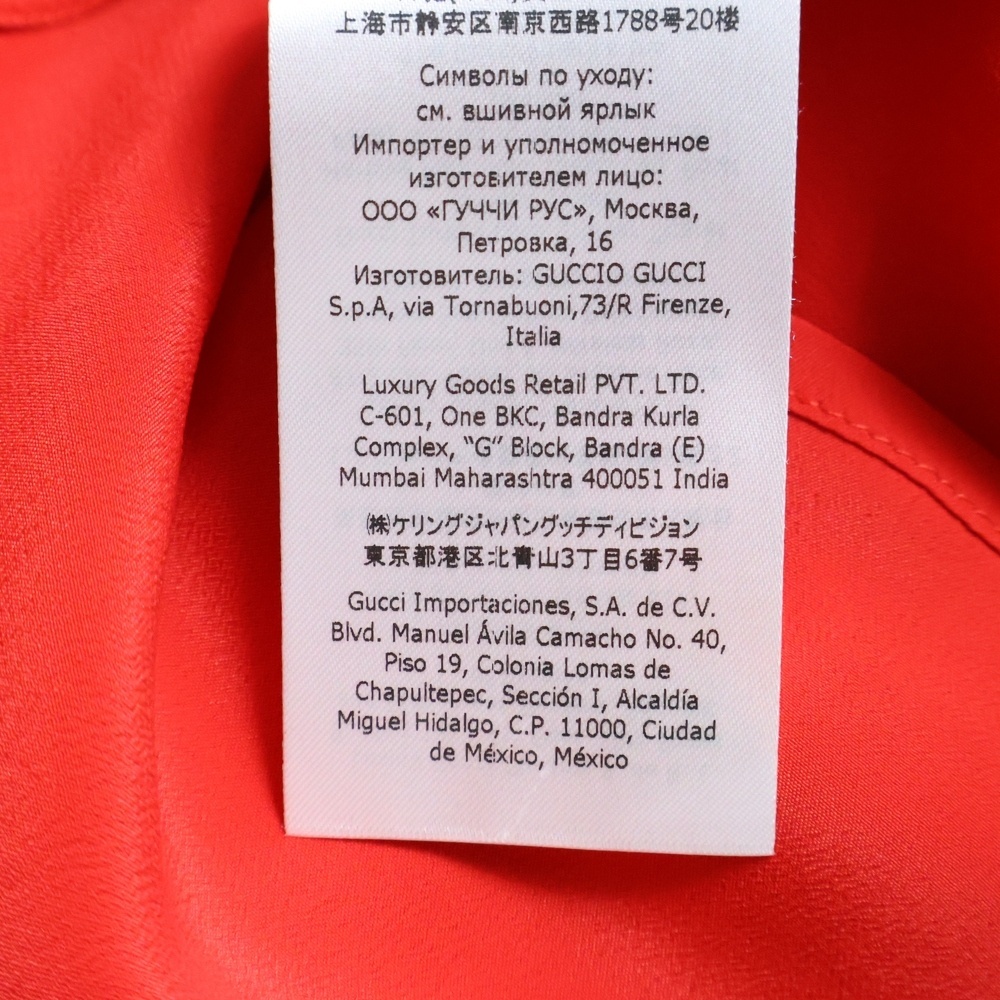 上海市静安区南京西路1788号20楼
Символы по уходу:
см. вшивной ярлык
Импортер и уполномоченное
изготовителем лицо:
ООО «ГУЧЧИ РУС», Москва,
Петровка, 16
Изготовитель: GUCCIO GUCCI
S.p.A, via Tornabuoni,73/R Firenze,
Italia
Luxury Goods Retail PVT. LTD.
C-601, One BKC, Bandra Kurla
Complex, “G” Block, Bandra (E)
Mumbai Maharashtra 400051 India
㈱ケリングジャパングッチディビジョン
東京都港区北青山3丁目6番7号
Gucci Importaciones, S.A. de C.V.
Blvd. Manuel Ávila Camacho No. 40,
Piso 19, Colonia Lomas de
Chapultepec, Sección I, Alcaldía
Miguel Hidalgo, C.P. 11000, Ciudad
de México, México